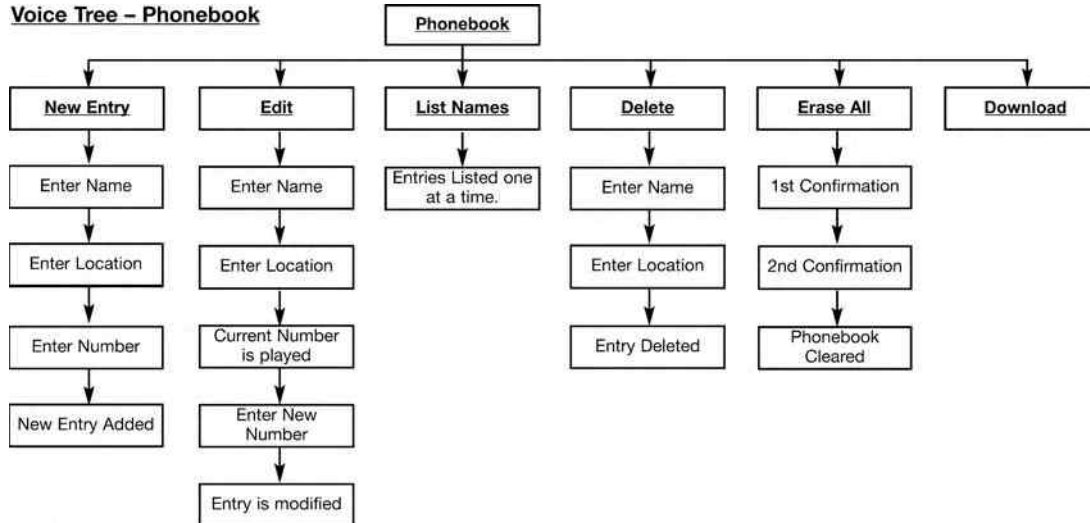 Voice Tree – Phonebook
Phonebook
New Entry
Edit
List Names
Delete
Erase All
Download
Enter Name
Enter Name
Entries Listed one
at a time.
Enter Name
1st Confirmation
Enter Location
Enter Location
Enter Location
2nd Confirmation
Enter Number
Current Number
is played
Entry Deleted
Phonebook
Cleared
New Entry Added
Enter New
Number
Entry is modified